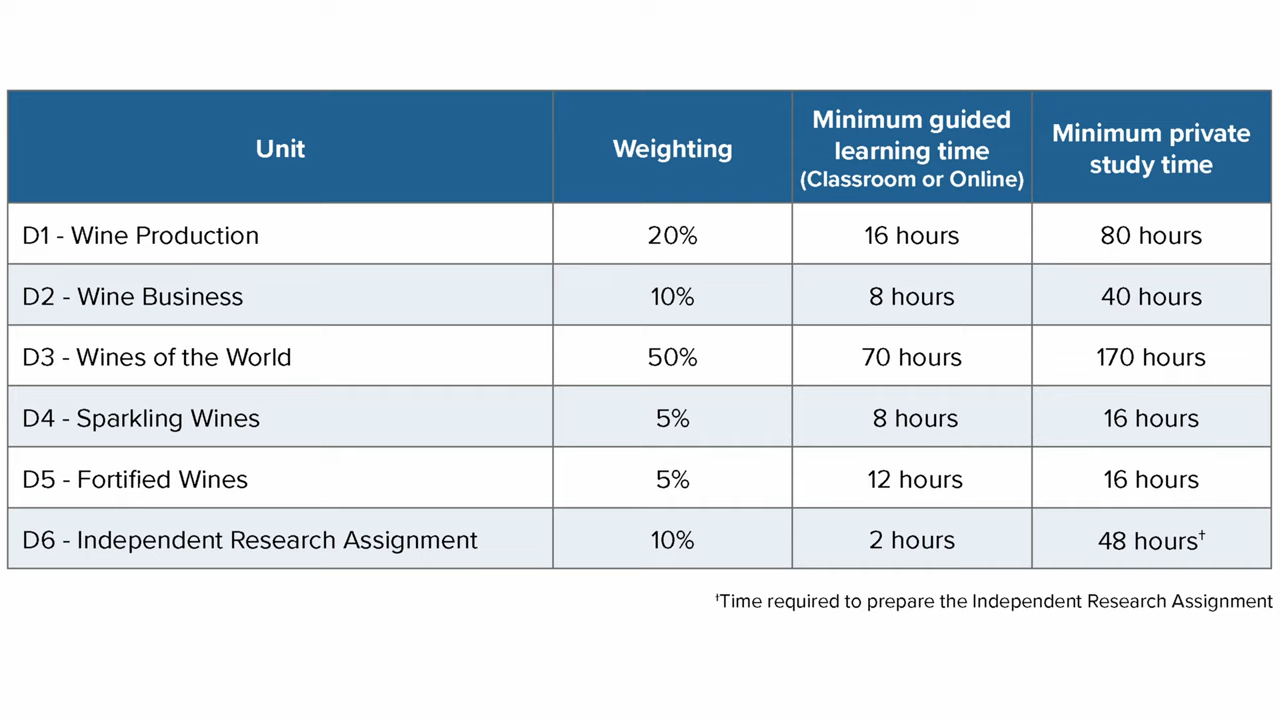 Unit Weighting Minimum guided learning time (Classroom or Online) Minimum private study time
D1 - Wine Production 20% 16 hours 80 hours
D2 - Wine Business 10% 8 hours 40 hours
D3 - Wines of the World 50% 70 hours 170 hours
D4 - Sparkling Wines 5% 8 hours 16 hours
D5 - Fortified Wines 5% 12 hours 16 hours
D6 - Independent Research Assignment 10% 2 hours 48 hours†
†Time required to prepare the Independent Research Assignment